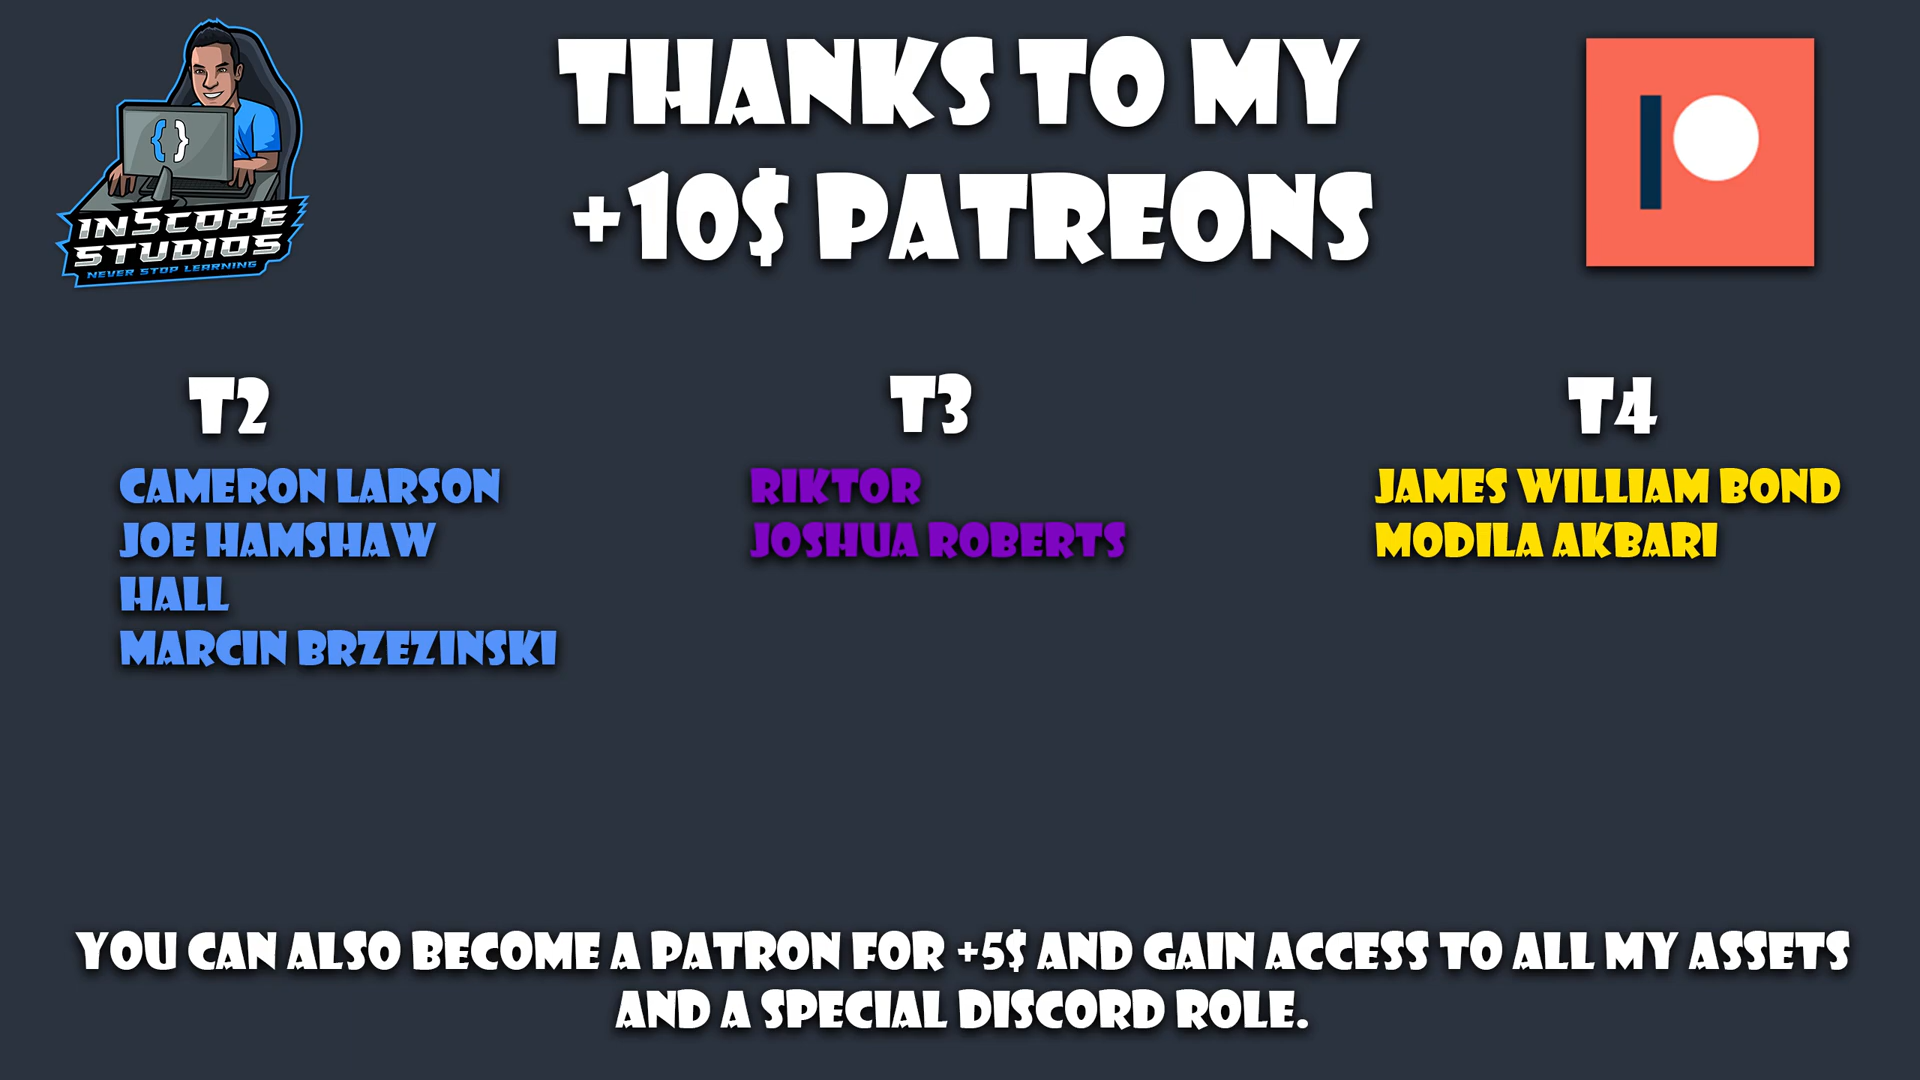 THANKS TO MY
+10$ PATREONS
{}
INSCOPE
STUDIOS
NEVER STOP LEARNING
T2
CAMERON LARSON
JOE HAMSHAW
HALL
MARCIN BRZEZINSKI
T3
RIKTOR
JOSHUA ROBERTS
T4
JAMES WILLIAM BOND
MODILA AKBARI
YOU CAN ALSO BECOME A PATRON FOR +5$ AND GAIN ACCESS TO ALL MY ASSETS
AND A SPECIAL DISCORD ROLE.